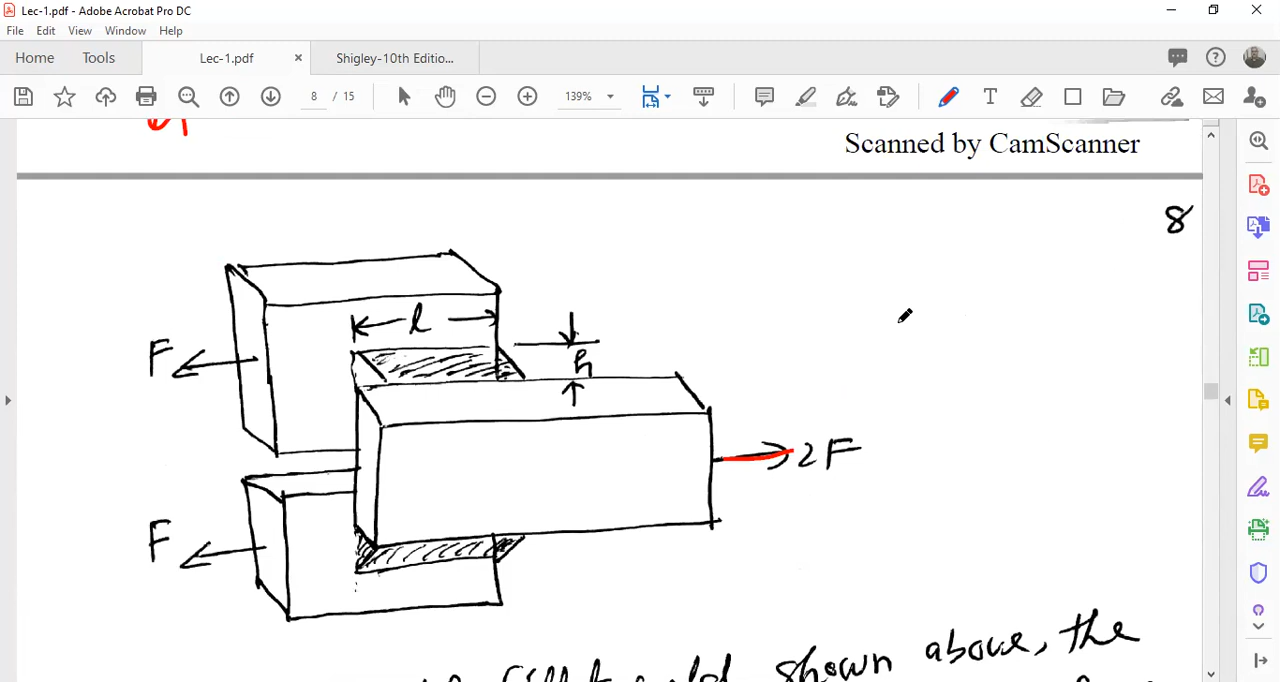 Lec-1.pdf - Adobe Acrobat Pro DC
File Edit View Window Help
Home Tools Lec-1.pdf × Shigley-10th Editio...
8 / 15 139%
Scanned by CamScanner
8
l
F
h
2F
F
shown above, the